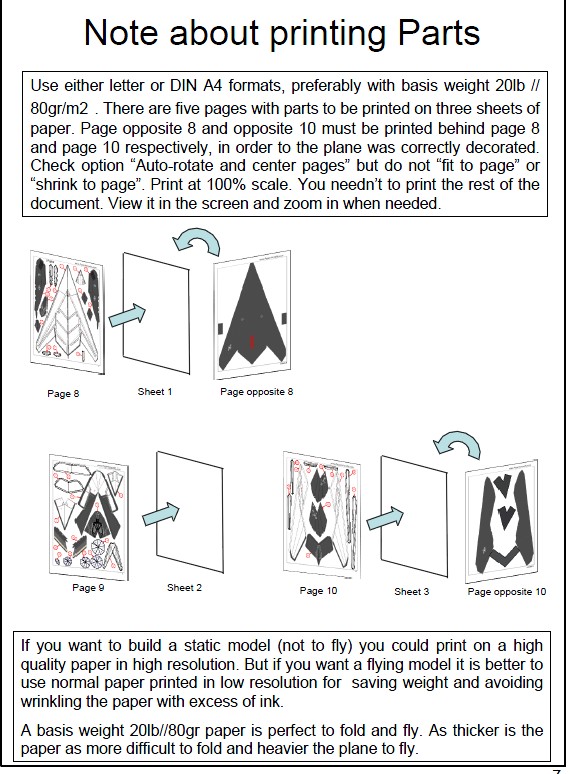 Note about printing Parts
Use either letter or DIN A4 formats, preferably with basis weight 20lb //
80gr/m2 . There are five pages with parts to be printed on three sheets of
paper. Page opposite 8 and opposite 10 must be printed behind page 8
and page 10 respectively, in order to the plane was correctly decorated.
Check option “Auto-rotate and center pages” but do not “fit to page” or
“shrink to page”. Print at 100% scale. You needn’t to print the rest of the
document. View it in the screen and zoom in when needed.
Page 8
Sheet 1
Page opposite 8
Page 9
Sheet 2
Page 10
Sheet 3
Page opposite 10
If you want to build a static model (not to fly) you could print on a high
quality paper in high resolution. But if you want a flying model it is better to
use normal paper printed in low resolution for saving weight and avoiding
wrinkling the paper with excess of ink.
A basis weight 20lb//80gr paper is perfect to fold and fly. As thicker is the
paper as more difficult to fold and heavier the plane to fly.